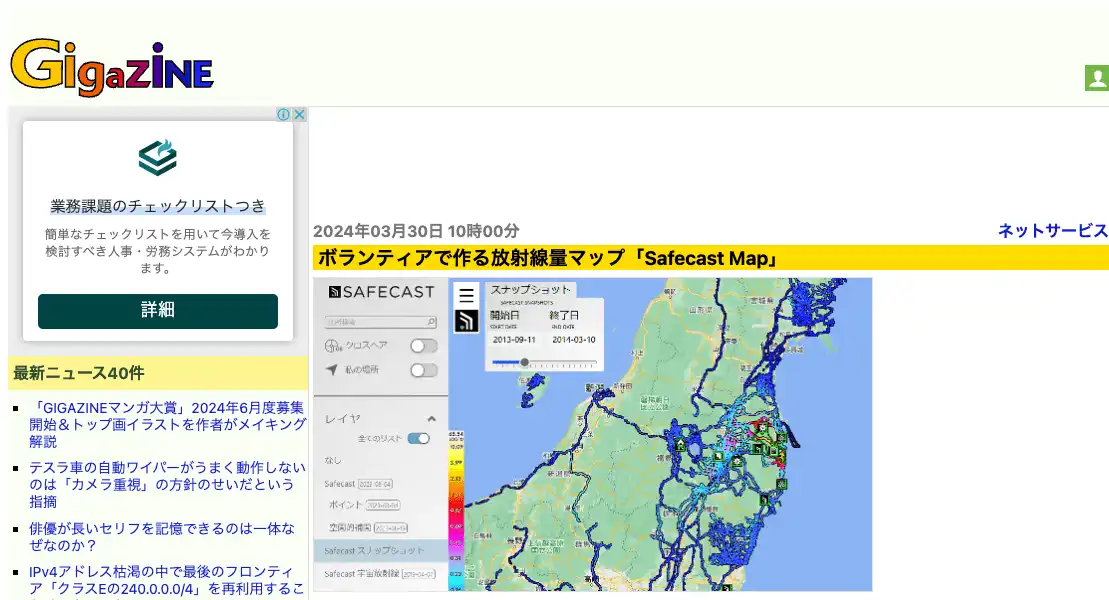 GIGAZINE
業務課題のチェックリストつき
簡単なチェックリストを用いて今導入を
検討すべき人事・労務システムがわかり
ます。
詳細
最新ニュース40件
「GIGAZINEマンガ大賞」2024年6月度募集
開始＆トップ画イラストを作者がメイキング
解説
テスラ車の自動ワイパーがうまく動作しない
のは「カメラ重視」の方針のせいだという
指摘
俳優が長いセリフを記憶できるのは一体な
ぜなのか？
IPv4アドレス枯渇の中で最後のフロンティ
ア「クラスEの240.0.0.0/4」を再利用するこ
2024年03月30日 10時00分
ネットサービス
ボランティアで作る放射線量マップ「Safecast Map」
SAFECAST
クロスヘア
私の場所
レイヤ
全てのリスト
なし
Safecast
ポイント
空間的補間
Safecast スナップショット
Safecast 宇宙放射線
スナップショット
SAFECAST SNAPSHOTS
開始日 終了日
START DATE END DATE
2013-09-11 2014-03-10